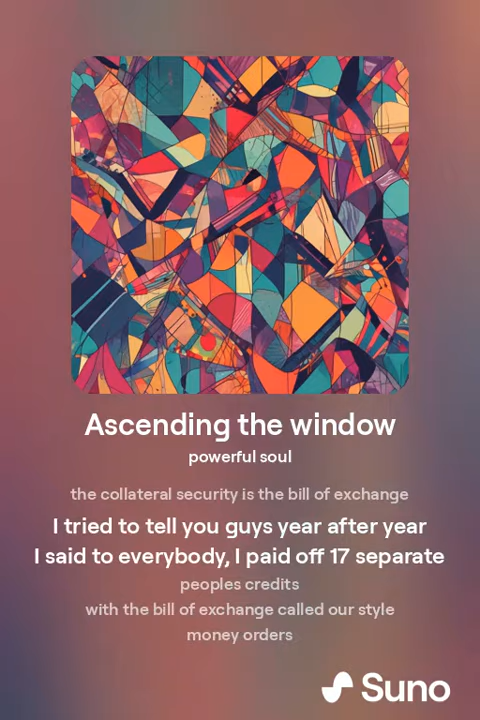 Ascending the window
powerful soul
the collateral security is the bill of exchange
I tried to tell you guys year after year
I said to everybody, I paid off 17 separate
peoples credits
with the bill of exchange called our style
money orders
Suno